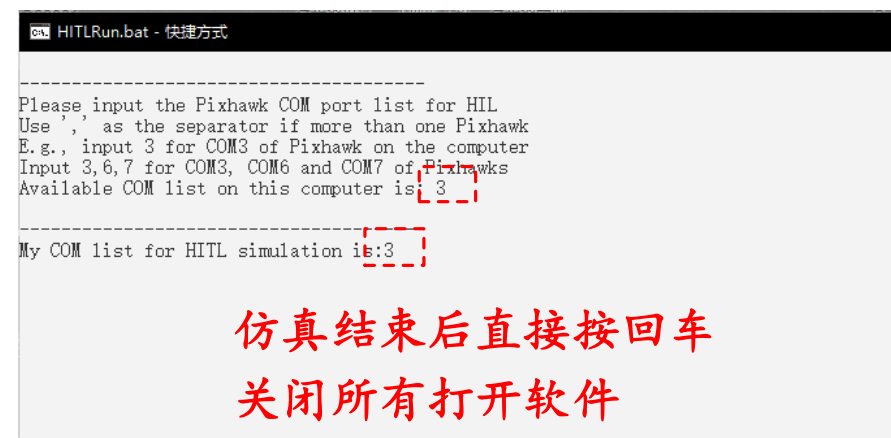 HITLRun.bat - 快捷方式
---------------------------------------
Please input the Pixhawk COM port list for HIL
Use ',' as the separator if more than one Pixhawk
E.g., input 3 for COM3 of Pixhawk on the computer
Input 3,6,7 for COM3, COM6 and COM7 of Pixhawks
Available COM list on this computer is: 3
---------------------------------------
My COM list for HITL simulation is:3
仿真结束后直接按回车
关闭所有打开软件